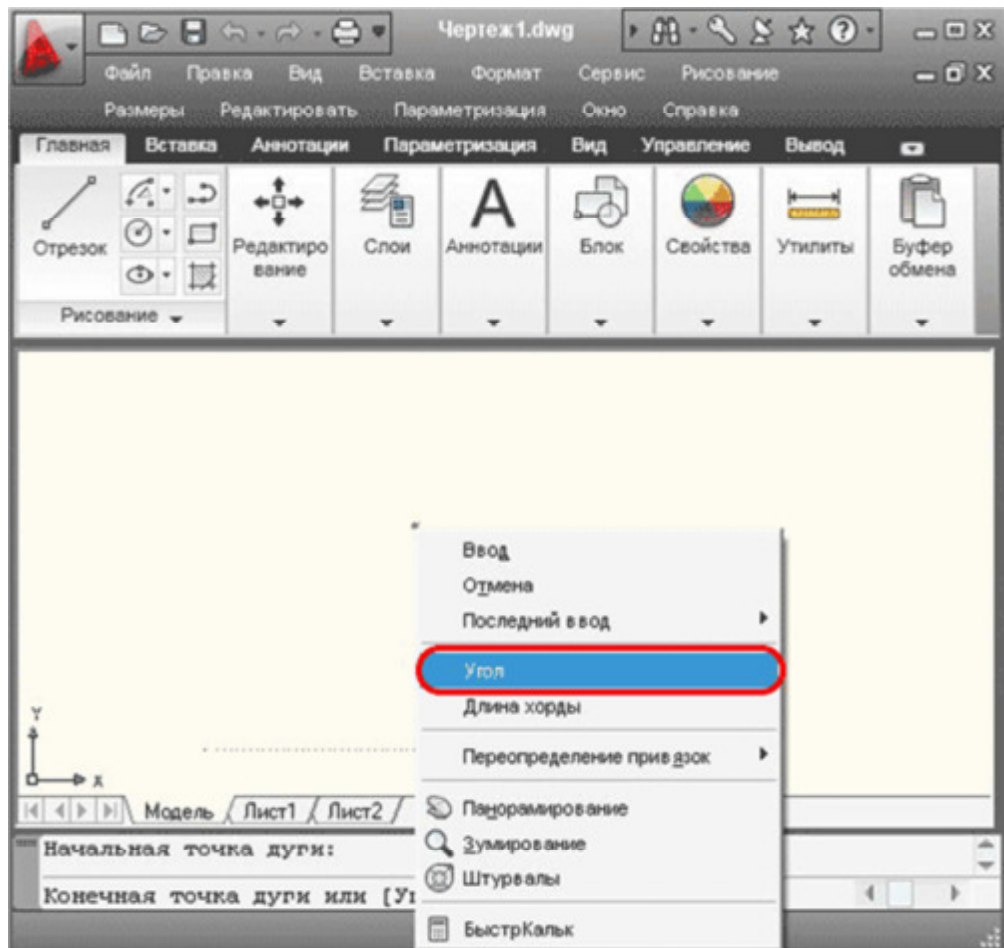 Чертеж1.dwg
Файл Правка Вид Вставка Формат Сервис Рисование
Размеры Редактировать Параметризация Окно Справка
Главная Вставка Аннотации Параметризация Вид Управление Вывод
Отрезок Редактиро Слои Аннотации Блок Свойства Утилиты Буфер
вание обмена
Рисование
Ввод
Отмена
Последний ввод
Угол
Длина хорды
Переопределение привязок
Панорамирование
Зумирование
Штурвалы
БыстрКальк
Y
X
Модель Лист1 Лист2
Начальная точка дуги:
Конечная точка дуги или [Уг